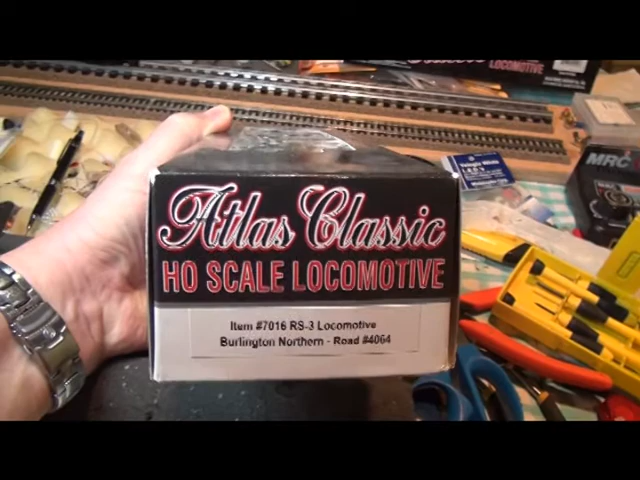 LOCOMOTIVE
MRC
Atlas Classic
HO SCALE LOCOMOTIVE
Item #7016 RS-3 Locomotive
Burlington Northern - Road #4064